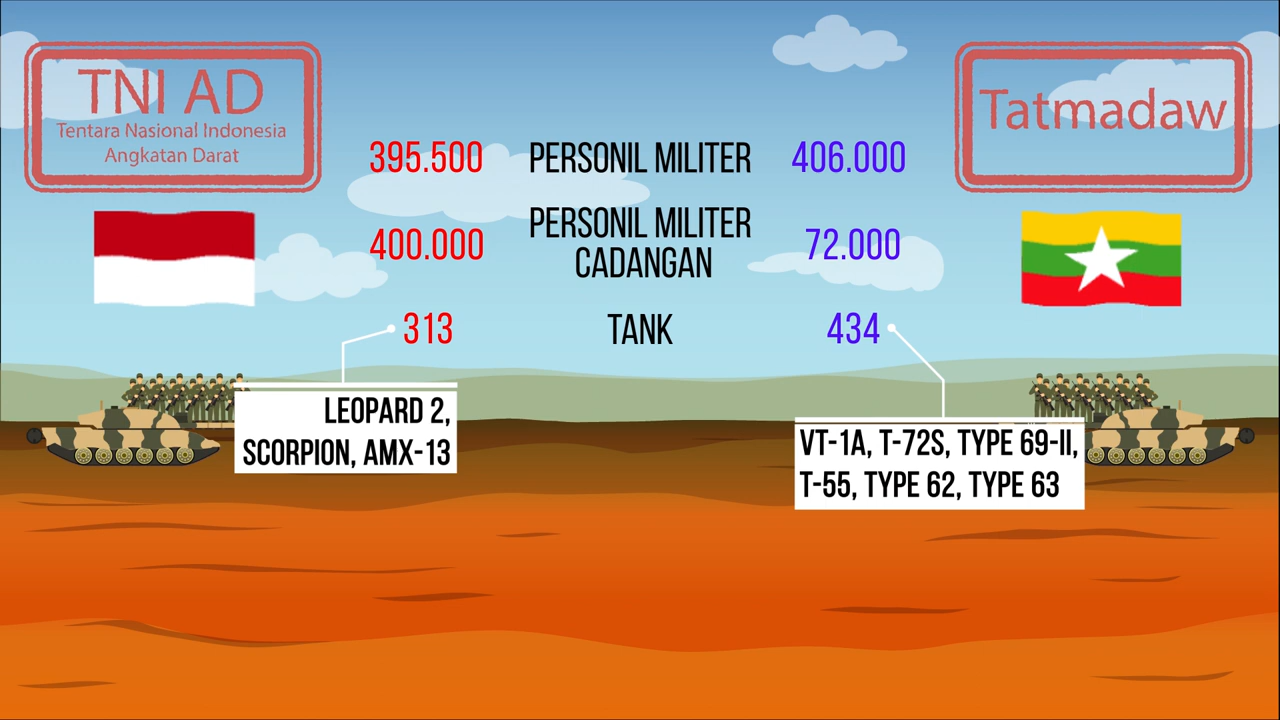 TNI AD
Tentara Nasional Indonesia
Angkatan Darat
Tatmadaw
395.500 PERSONIL MILITER 406.000
PERSONIL MILITER
400.000 CADANGAN 72.000
313 TANK 434
LEOPARD 2,
SCORPION, AMX-13
VT-1A, T-72S, TYPE 69-II,
T-55, TYPE 62, TYPE 63